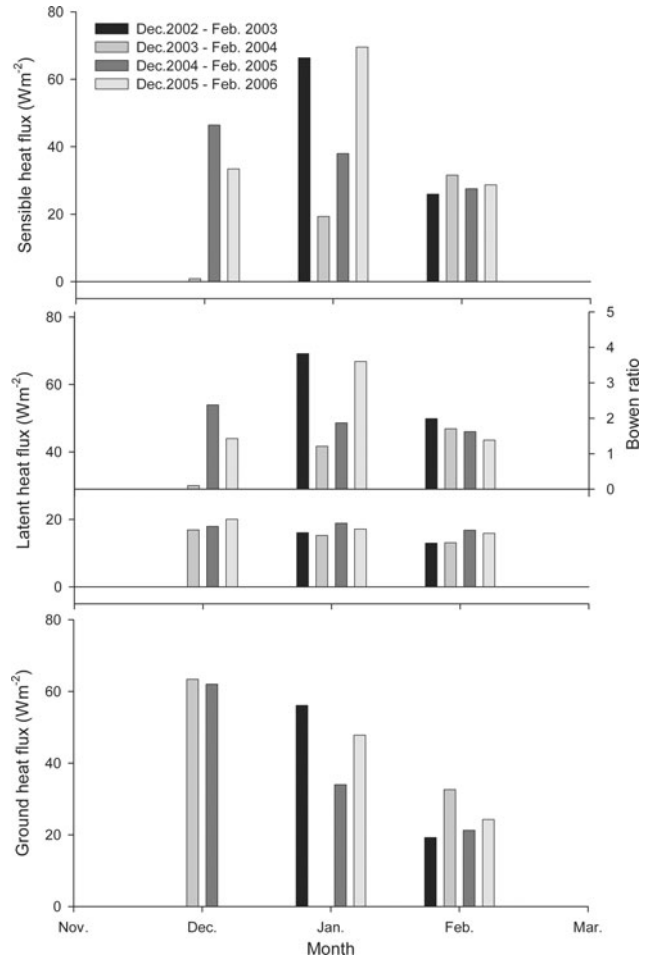 80
60
40
20
0
Sensible heat flux (Wm-2)
Dec.2002 - Feb. 2003
Dec.2003 - Feb. 2004
Dec.2004 - Feb. 2005
Dec.2005 - Feb. 2006
80
60
40
20
0
Latent heat flux (Wm-2)
5
4
3
2
1
0
Bowen ratio
80
60
40
20
0
Ground heat flux (Wm-2)
Nov. Dec. Jan. Feb. Mar.
Month